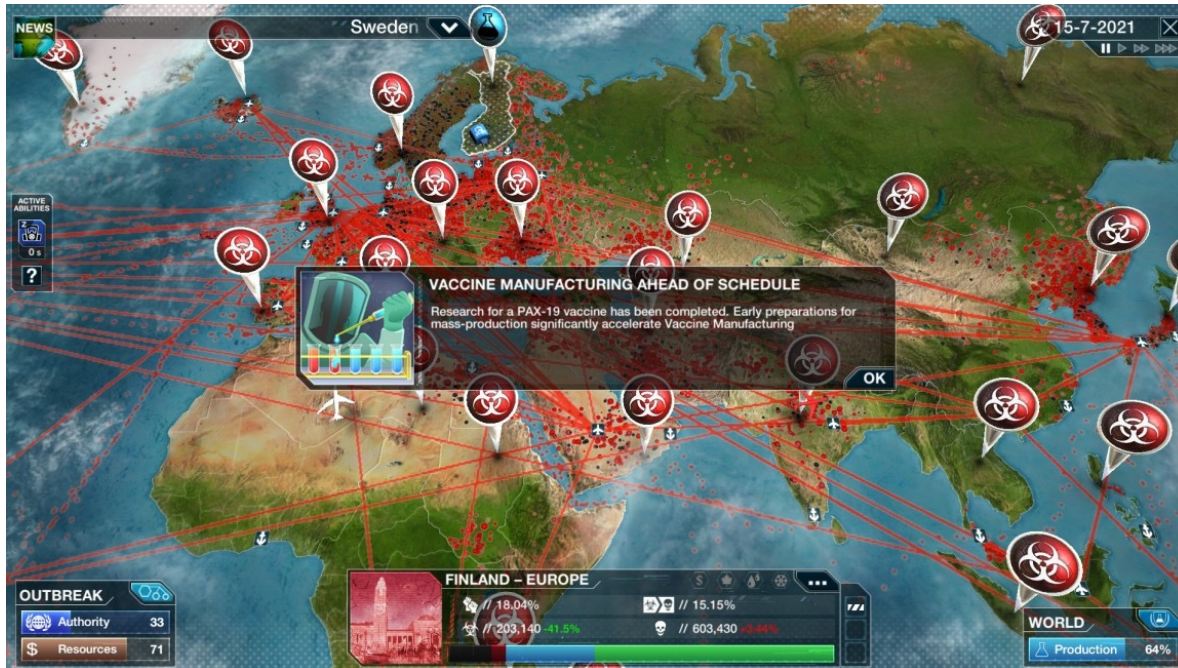 NEWS
Sweden
15-7-2021
ACTIVE
ABILITIES
Z
0 s
?
VACCINE MANUFACTURING AHEAD OF SCHEDULE
Research for a PAX-19 vaccine has been completed. Early preparations for
mass-production significantly accelerate Vaccine Manufacturing
OK
OUTBREAK
Authority 33
$ Resources 71
FINLAND – EUROPE
$
...
// 18.04%
// 15.15%
// 203,140 -41.5%
// 603,430 +3.44%
WORLD
Production 64%